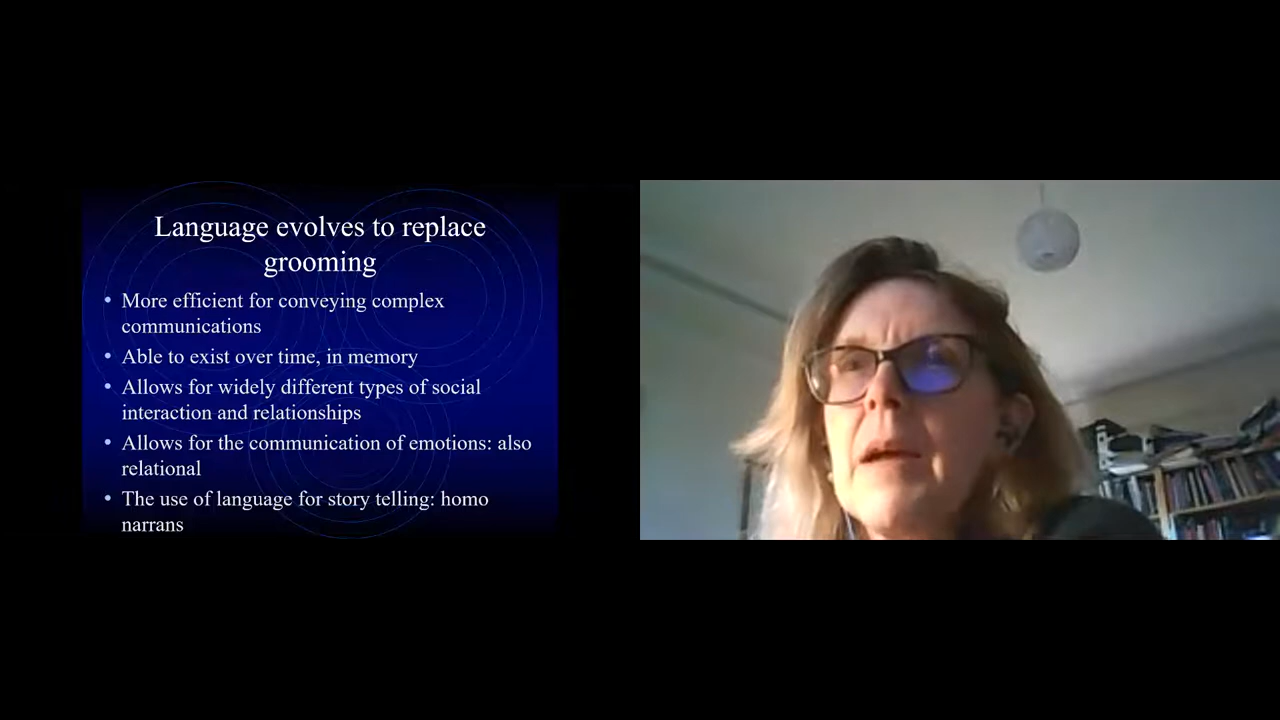 Language evolves to replace
grooming
• More efficient for conveying complex
communications
• Able to exist over time, in memory
• Allows for widely different types of social
interaction and relationships
• Allows for the communication of emotions: also
relational
• The use of language for story telling: homo
narrans